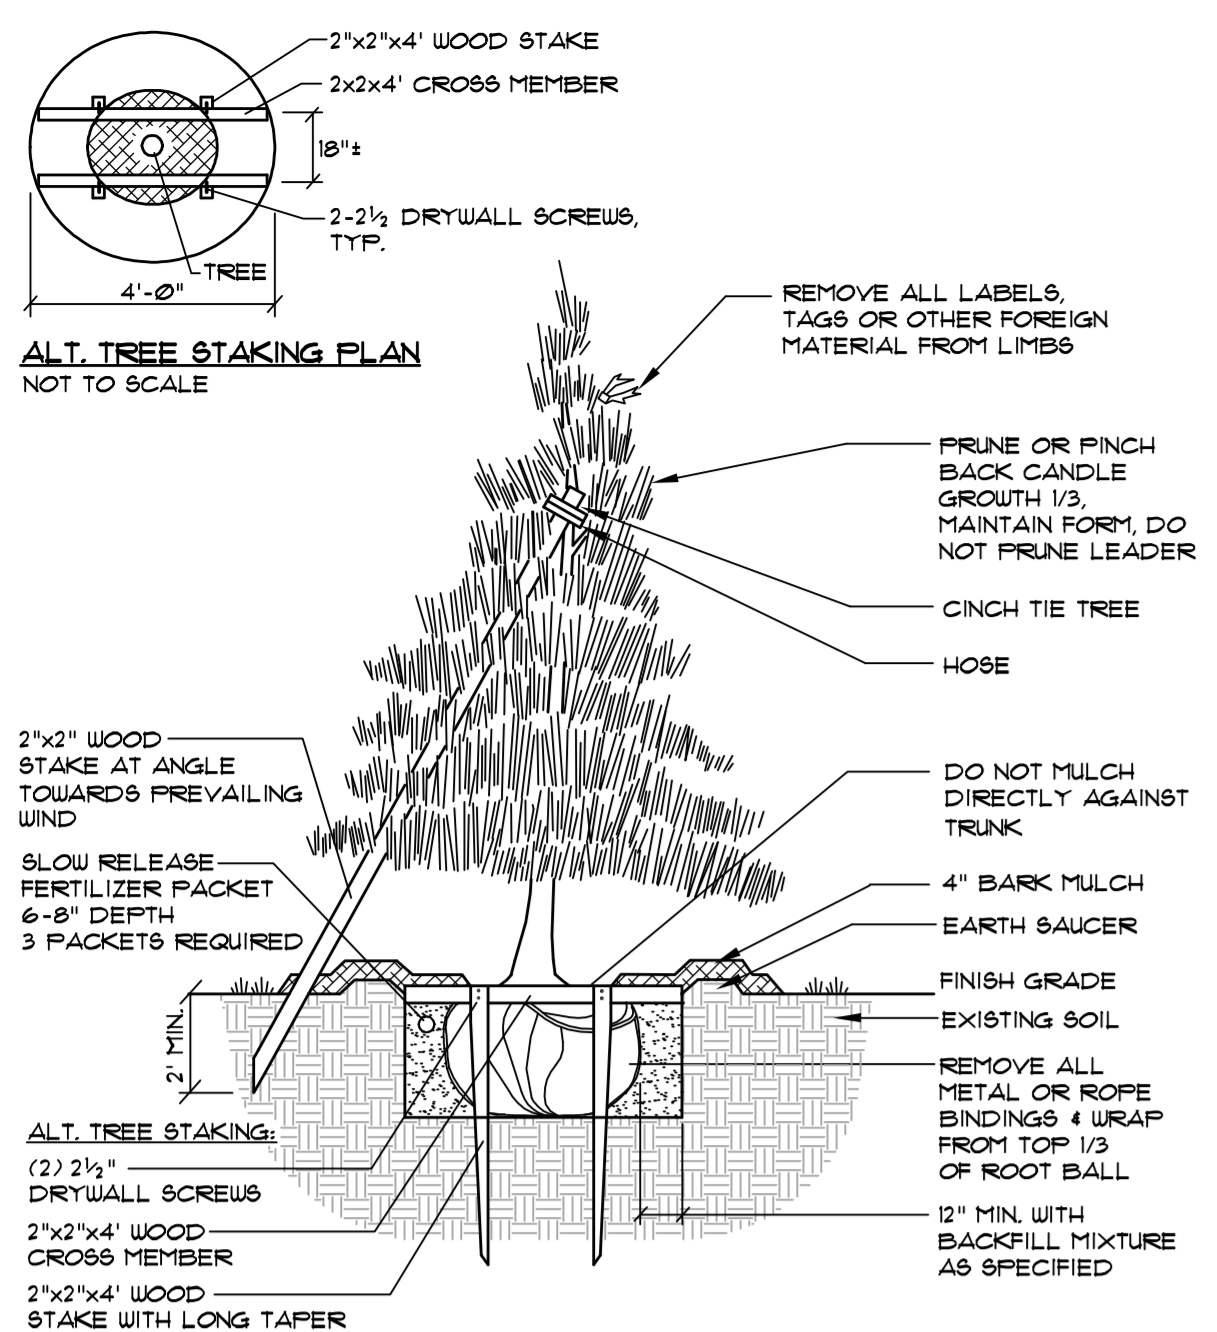 2"x2"x4' WOOD STAKE
2x2x4' CROSS MEMBER
18"±
2-2½ DRYWALL SCREWS,
TYP.
TREE
4'-Ø"
ALT. TREE STAKING PLAN
NOT TO SCALE
REMOVE ALL LABELS,
TAGS OR OTHER FOREIGN
MATERIAL FROM LIMBS
PRUNE OR PINCH
BACK CANDLE
GROWTH 1/3,
MAINTAIN FORM, DO
NOT PRUNE LEADER
CINCH TIE TREE
HOSE
2"x2" WOOD
STAKE AT ANGLE
TOWARDS PREVAILING
WIND
SLOW RELEASE
FERTILIZER PACKET
6-8" DEPTH
3 PACKETS REQUIRED
2' MIN.
DO NOT MULCH
DIRECTLY AGAINST
TRUNK
4" BARK MULCH
EARTH SAUCER
FINISH GRADE
EXISTING SOIL
REMOVE ALL
METAL OR ROPE
BINDINGS & WRAP
FROM TOP 1/3
OF ROOT BALL
12" MIN. WITH
BACKFILL MIXTURE
AS SPECIFIED
ALT. TREE STAKING:
(2) 2½"
DRYWALL SCREWS
2"x2"x4' WOOD
CROSS MEMBER
2"x2"x4' WOOD
STAKE WITH LONG TAPER